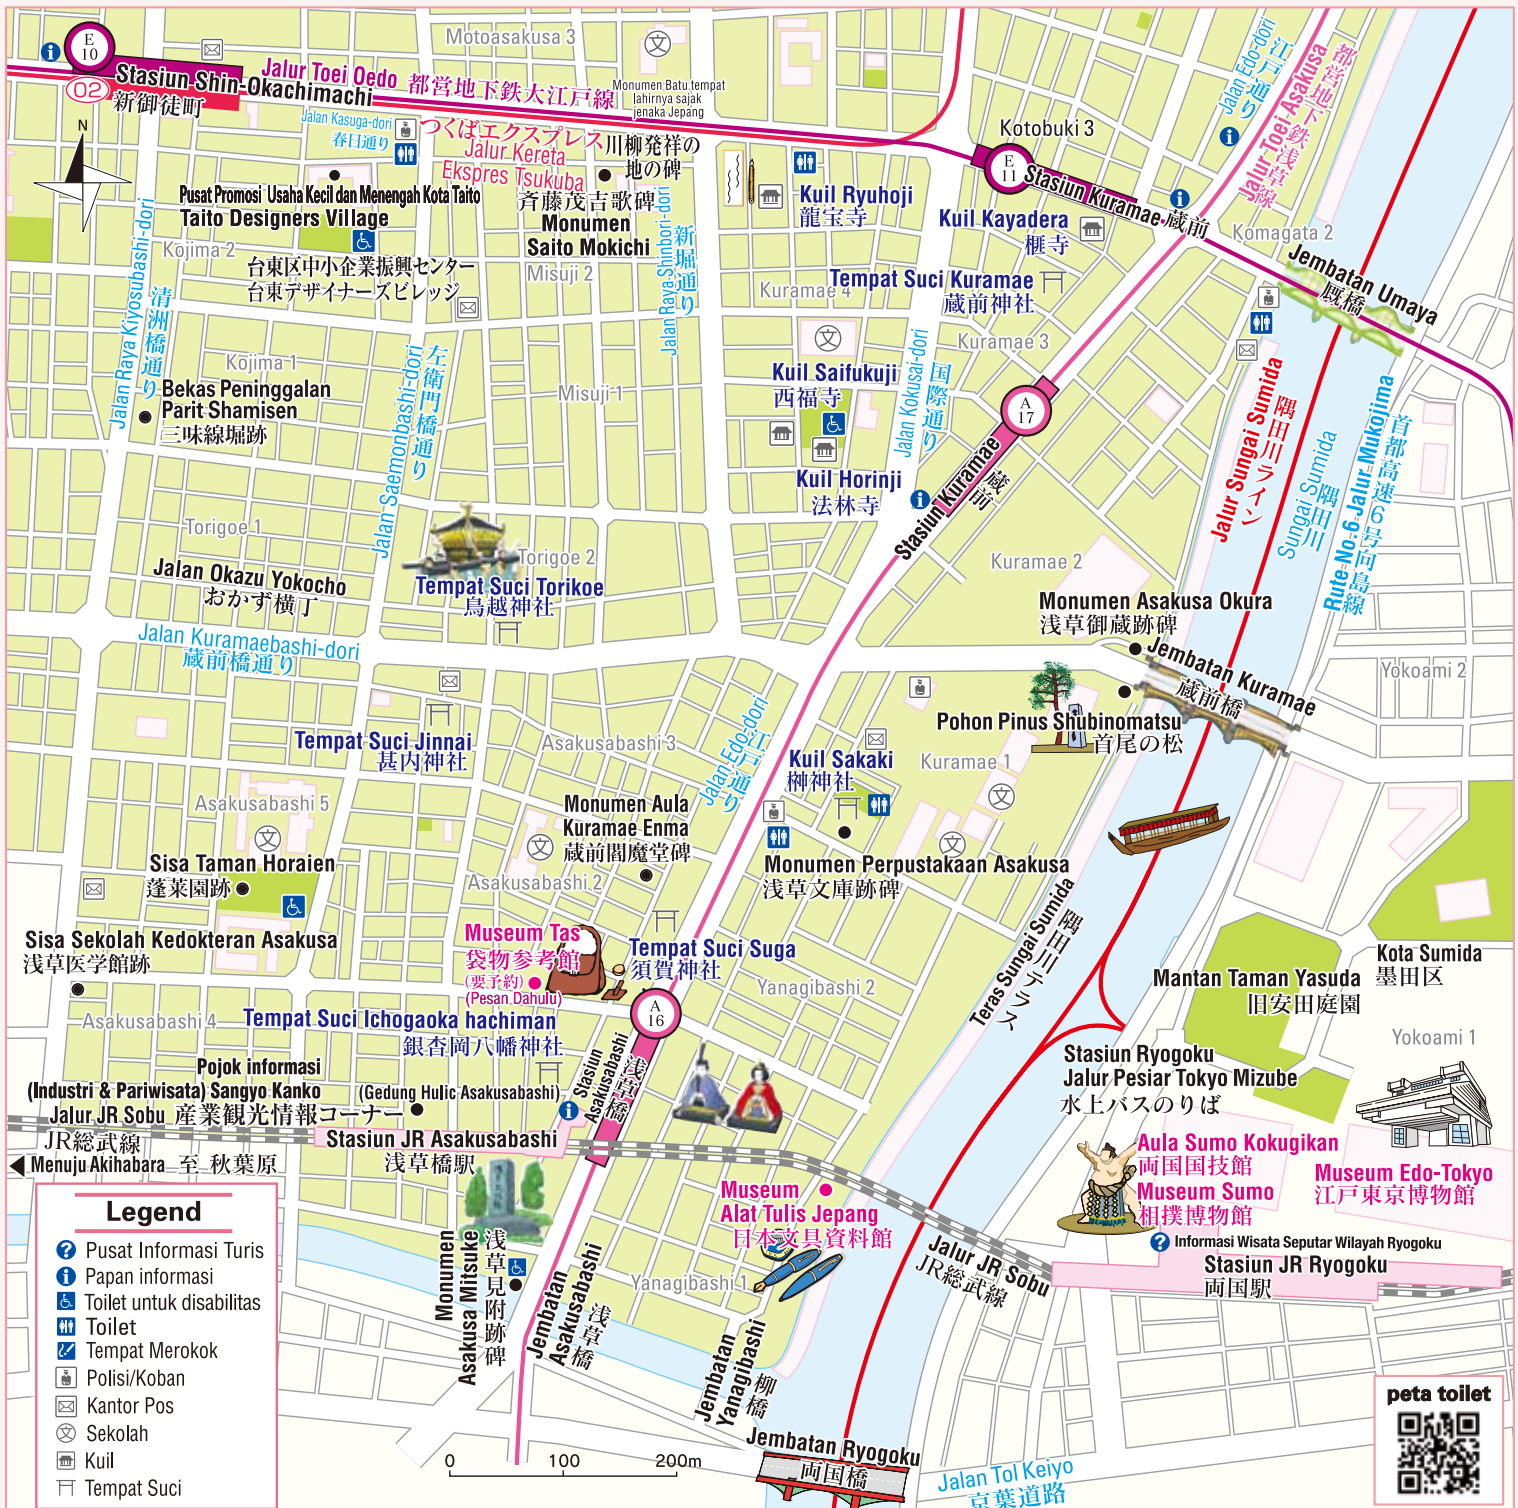 E
10
Stasiun Shin-Okachimachi
新御徒町
02
Jalur Toei Oedo 都営地下鉄大江戸線
つくばエクスプレス
Jalur Kereta
Ekspres Tsukuba
Jalan Kasuga-dori
春日通り
Motoasakusa 3
文
Monumen Batu tempat
lahirnya sajak
jenaka Jepang
川柳発祥の
地の碑
斉藤茂吉歌碑
Monumen
Saito Mokichi
Kotobuki 3
E
11
Stasiun Kuramae 蔵前
Jalan Edo-dori
江戸通り
Jalur Toei Asakusa
都営地下鉄浅草線
N
Pusat Promosi Usaha Kecil dan Menengah Kota Taito
Taito Designers Village
台東区中小企業振興センター
台東デザイナーズビレッジ
Kojima 2
Misuji 2
Jalan Raya Shinbori-dori
新堀通り
Kuil Ryuhoji
龍宝寺
Kuil Kayadera
榧寺
Komagata 2
Jembatan Umaya
厩橋
Tempat Suci Kuramae
蔵前神社
Kuramae 4
Kuramae 3
文
Jalan Raya Kiyosubashi-dori
清洲橋通り
Kojima 1
Bekas Peninggalan
Parit Shamisen
三味線堀跡
Jalan Saemonbashi-dori
左衛門橋通り
Misuji 1
Kuil Saifukuji
西福寺
Jalan Kokusai-dori
国際通り
A
17
Stasiun Kuramae
蔵前
Kuil Horinji
法林寺
Jalur Sungai Sumida
隅田川ライン
Sungai Sumida
隅田川
Rute No.6 Jalur Mukojima
首都高速6号向島線
Torigoe 1
Torigoe 2
Jalan Okazu Yokocho
おかず横丁
Tempat Suci Torikoe
鳥越神社
Kuramae 2
Monumen Asakusa Okura
浅草御蔵跡碑
Jembatan Kuramae
蔵前橋
Jalan Kuramaebashi-dori
蔵前橋通り
Yokoami 2
Pohon Pinus Shubinomatsu
首尾の松
Tempat Suci Jinnai
甚内神社
Asakusabashi 3
Jalan Edo-dori
江戸通り
Kuil Sakaki
榊神社
Kuramae 1
文
文
Asakusabashi 5
文
Monumen Aula
Kuramae Enma
蔵前閻魔堂碑
文
Asakusabashi 2
Sisa Taman Horaien
蓬莱園跡
Monumen Perpustakaan Asakusa
浅草文庫跡碑
Teras Sungai Sumida
隅田川テラス
Sisa Sekolah Kedokteran Asakusa
浅草医学館跡
Museum Tas
袋物参考館
(要予約)
(Pesan Dahulu)
Tempat Suci Suga
須賀神社
Yanagibashi 2
Kota Sumida
墨田区
Mantan Taman Yasuda
旧安田庭園
Asakusabashi 4
Tempat Suci Ichogaoka hachiman
銀杏岡八幡神社
A
16
Stasiun
Asakusabashi
浅草橋
Yokoami 1
Stasiun Ryogoku
Jalur Pesiar Tokyo Mizube
水上バスのりば
Pojok informasi
(Industri & Pariwisata) Sangyo Kanko
産業観光情報コーナー
(Gedung Hulic Asakusabashi)
Jalur JR Sobu
JR総武線
Menuju Akihabara 至 秋葉原
Stasiun JR Asakusabashi
浅草橋駅
Aula Sumo Kokugikan
両国国技館
Museum Sumo
相撲博物館
Museum Edo-Tokyo
江戸東京博物館
Museum
Alat Tulis Jepang
日本文具資料館
Informasi Wisata Seputar Wilayah Ryogoku
Stasiun JR Ryogoku
両国駅
Jalur JR Sobu
JR総武線
Monumen
Asakusa Mitsuke
浅草見附跡碑
Jembatan
Asakusabashi
浅草橋
Yanagibashi 1
Jembatan
Yanagibashi
柳橋
Jembatan Ryogoku
両国橋
Jalan Tol Keiyo
京葉道路
0 100 200m
Legend
Pusat Informasi Turis
Papan informasi
Toilet untuk disabilitas
Toilet
Tempat Merokok
Polisi/Koban
Kantor Pos
文 Sekolah
Kuil
Tempat Suci
peta toilet